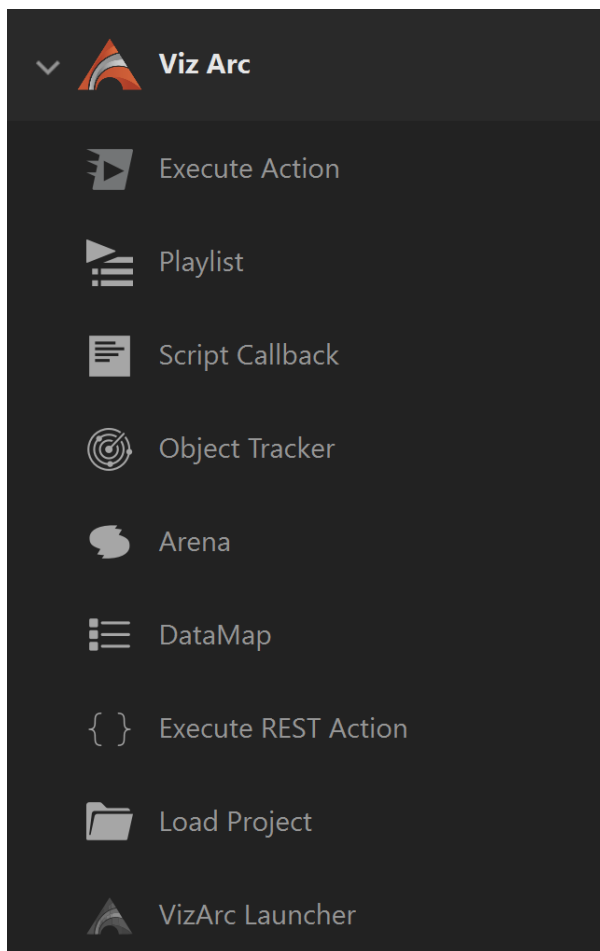 Viz Arc
Execute Action
Playlist
Script Callback
Object Tracker
Arena
DataMap
{ } Execute REST Action
Load Project
VizArc Launcher